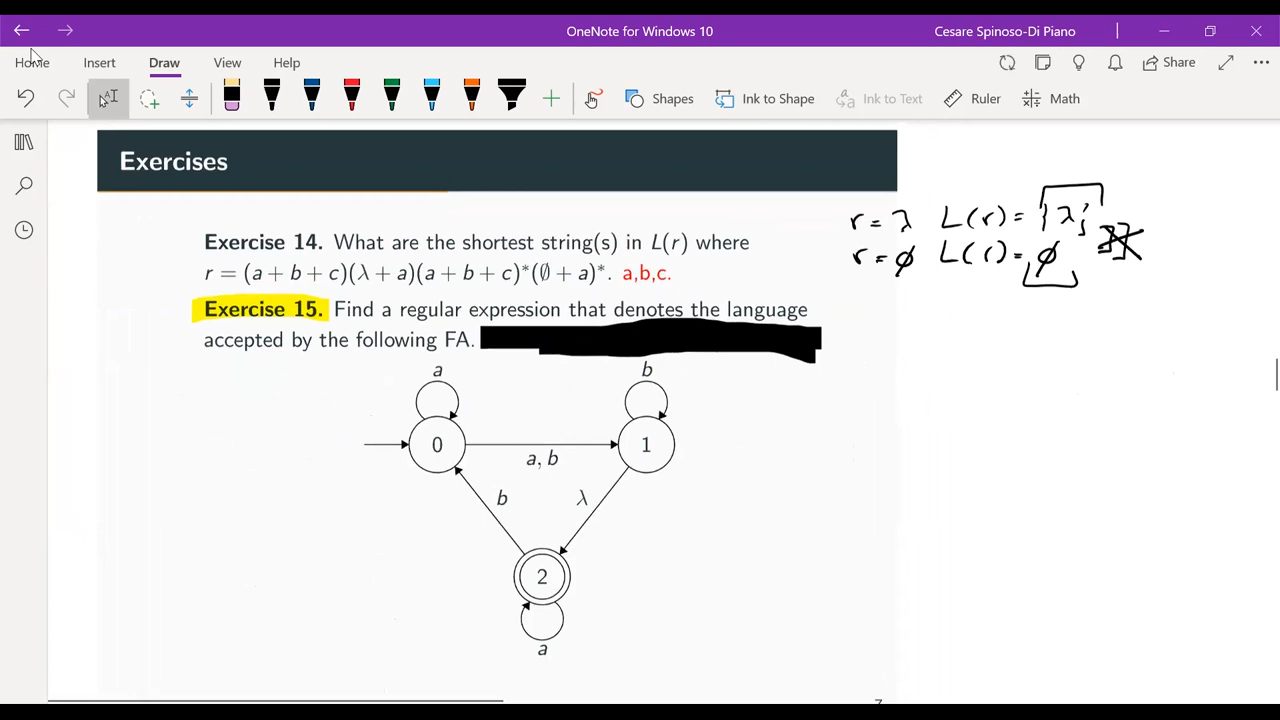 OneNote for Windows 10
Cesare Spinoso-Di Piano
Home Insert Draw View Help
Share
Shapes
Ink to Shape
Ink to Text
Ruler
Math
Exercises
Exercise 14. What are the shortest string(s) in L(r) where
r = (a + b + c)(λ + a)(a + b + c)*(∅ + a)*. a,b,c.
Exercise 15. Find a regular expression that denotes the language
accepted by the following FA.
r = λ L(r) = {λ}
r = ∅ L(r) = ∅
a
b
0
1
a, b
b
λ
2
a